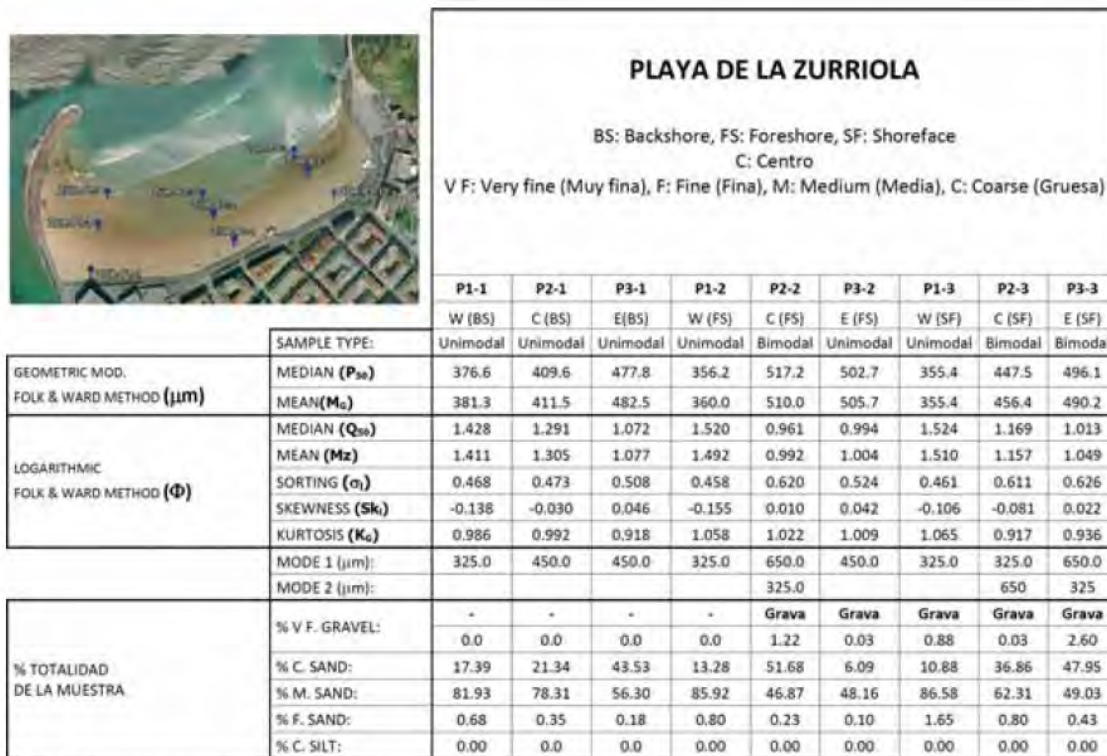 PLAYA DE LA ZURRIOLA
BS: Backshore, FS: Foreshore, SF: Shoreface
C: Centro
V F: Very fine (Muy fina), F: Fine (Fina), M: Medium (Media), C: Coarse (Gruesa)
P1-1 P2-1 P3-1 P1-2 P2-2 P3-2 P1-3 P2-3 P3-3
W (BS) C (BS) E(BS) W (FS) C (FS) E (FS) W (SF) C (SF) E (SF)
SAMPLE TYPE: Unimodal Unimodal Unimodal Unimodal Bimodal Unimodal Unimodal Bimodal Bimodal
GEOMETRIC MOD.
FOLK & WARD METHOD (μm)
MEDIAN (P₅₀) 376.6 409.6 477.8 356.2 517.2 502.7 355.4 447.5 496.1
MEAN(M_G) 381.3 411.5 482.5 360.0 510.0 505.7 355.4 456.4 490.2
LOGARITHMIC
FOLK & WARD METHOD (Φ)
MEDIAN (Q₅₀) 1.428 1.291 1.072 1.520 0.961 0.994 1.524 1.169 1.013
MEAN (Mz) 1.411 1.305 1.077 1.492 0.992 1.004 1.510 1.157 1.049
SORTING (σ₁) 0.468 0.473 0.508 0.458 0.620 0.524 0.461 0.611 0.626
SKEWNESS (Sk₁) -0.138 -0.030 0.046 -0.155 0.010 0.042 -0.106 -0.081 0.022
KURTOSIS (K_G) 0.986 0.992 0.918 1.058 1.022 1.009 1.065 0.917 0.936
MODE 1 (μm): 325.0 450.0 450.0 325.0 650.0 450.0 325.0 325.0 650.0
MODE 2 (μm): 325.0 650 325
% TOTALIDAD
DE LA MUESTRA
% V F. GRAVEL: - - - - Grava Grava Grava Grava Grava
0.0 0.0 0.0 0.0 1.22 0.03 0.88 0.03 2.60
% C. SAND: 17.39 21.34 43.53 13.28 51.68 6.09 10.88 36.86 47.95
% M. SAND: 81.93 78.31 56.30 85.92 46.87 48.16 86.58 62.31 49.03
% F. SAND: 0.68 0.35 0.18 0.80 0.23 0.10 1.65 0.80 0.43
% C. SILT: 0.00 0.0 0.0 0.00 0.00 0.00 0.00 0.00 0.00